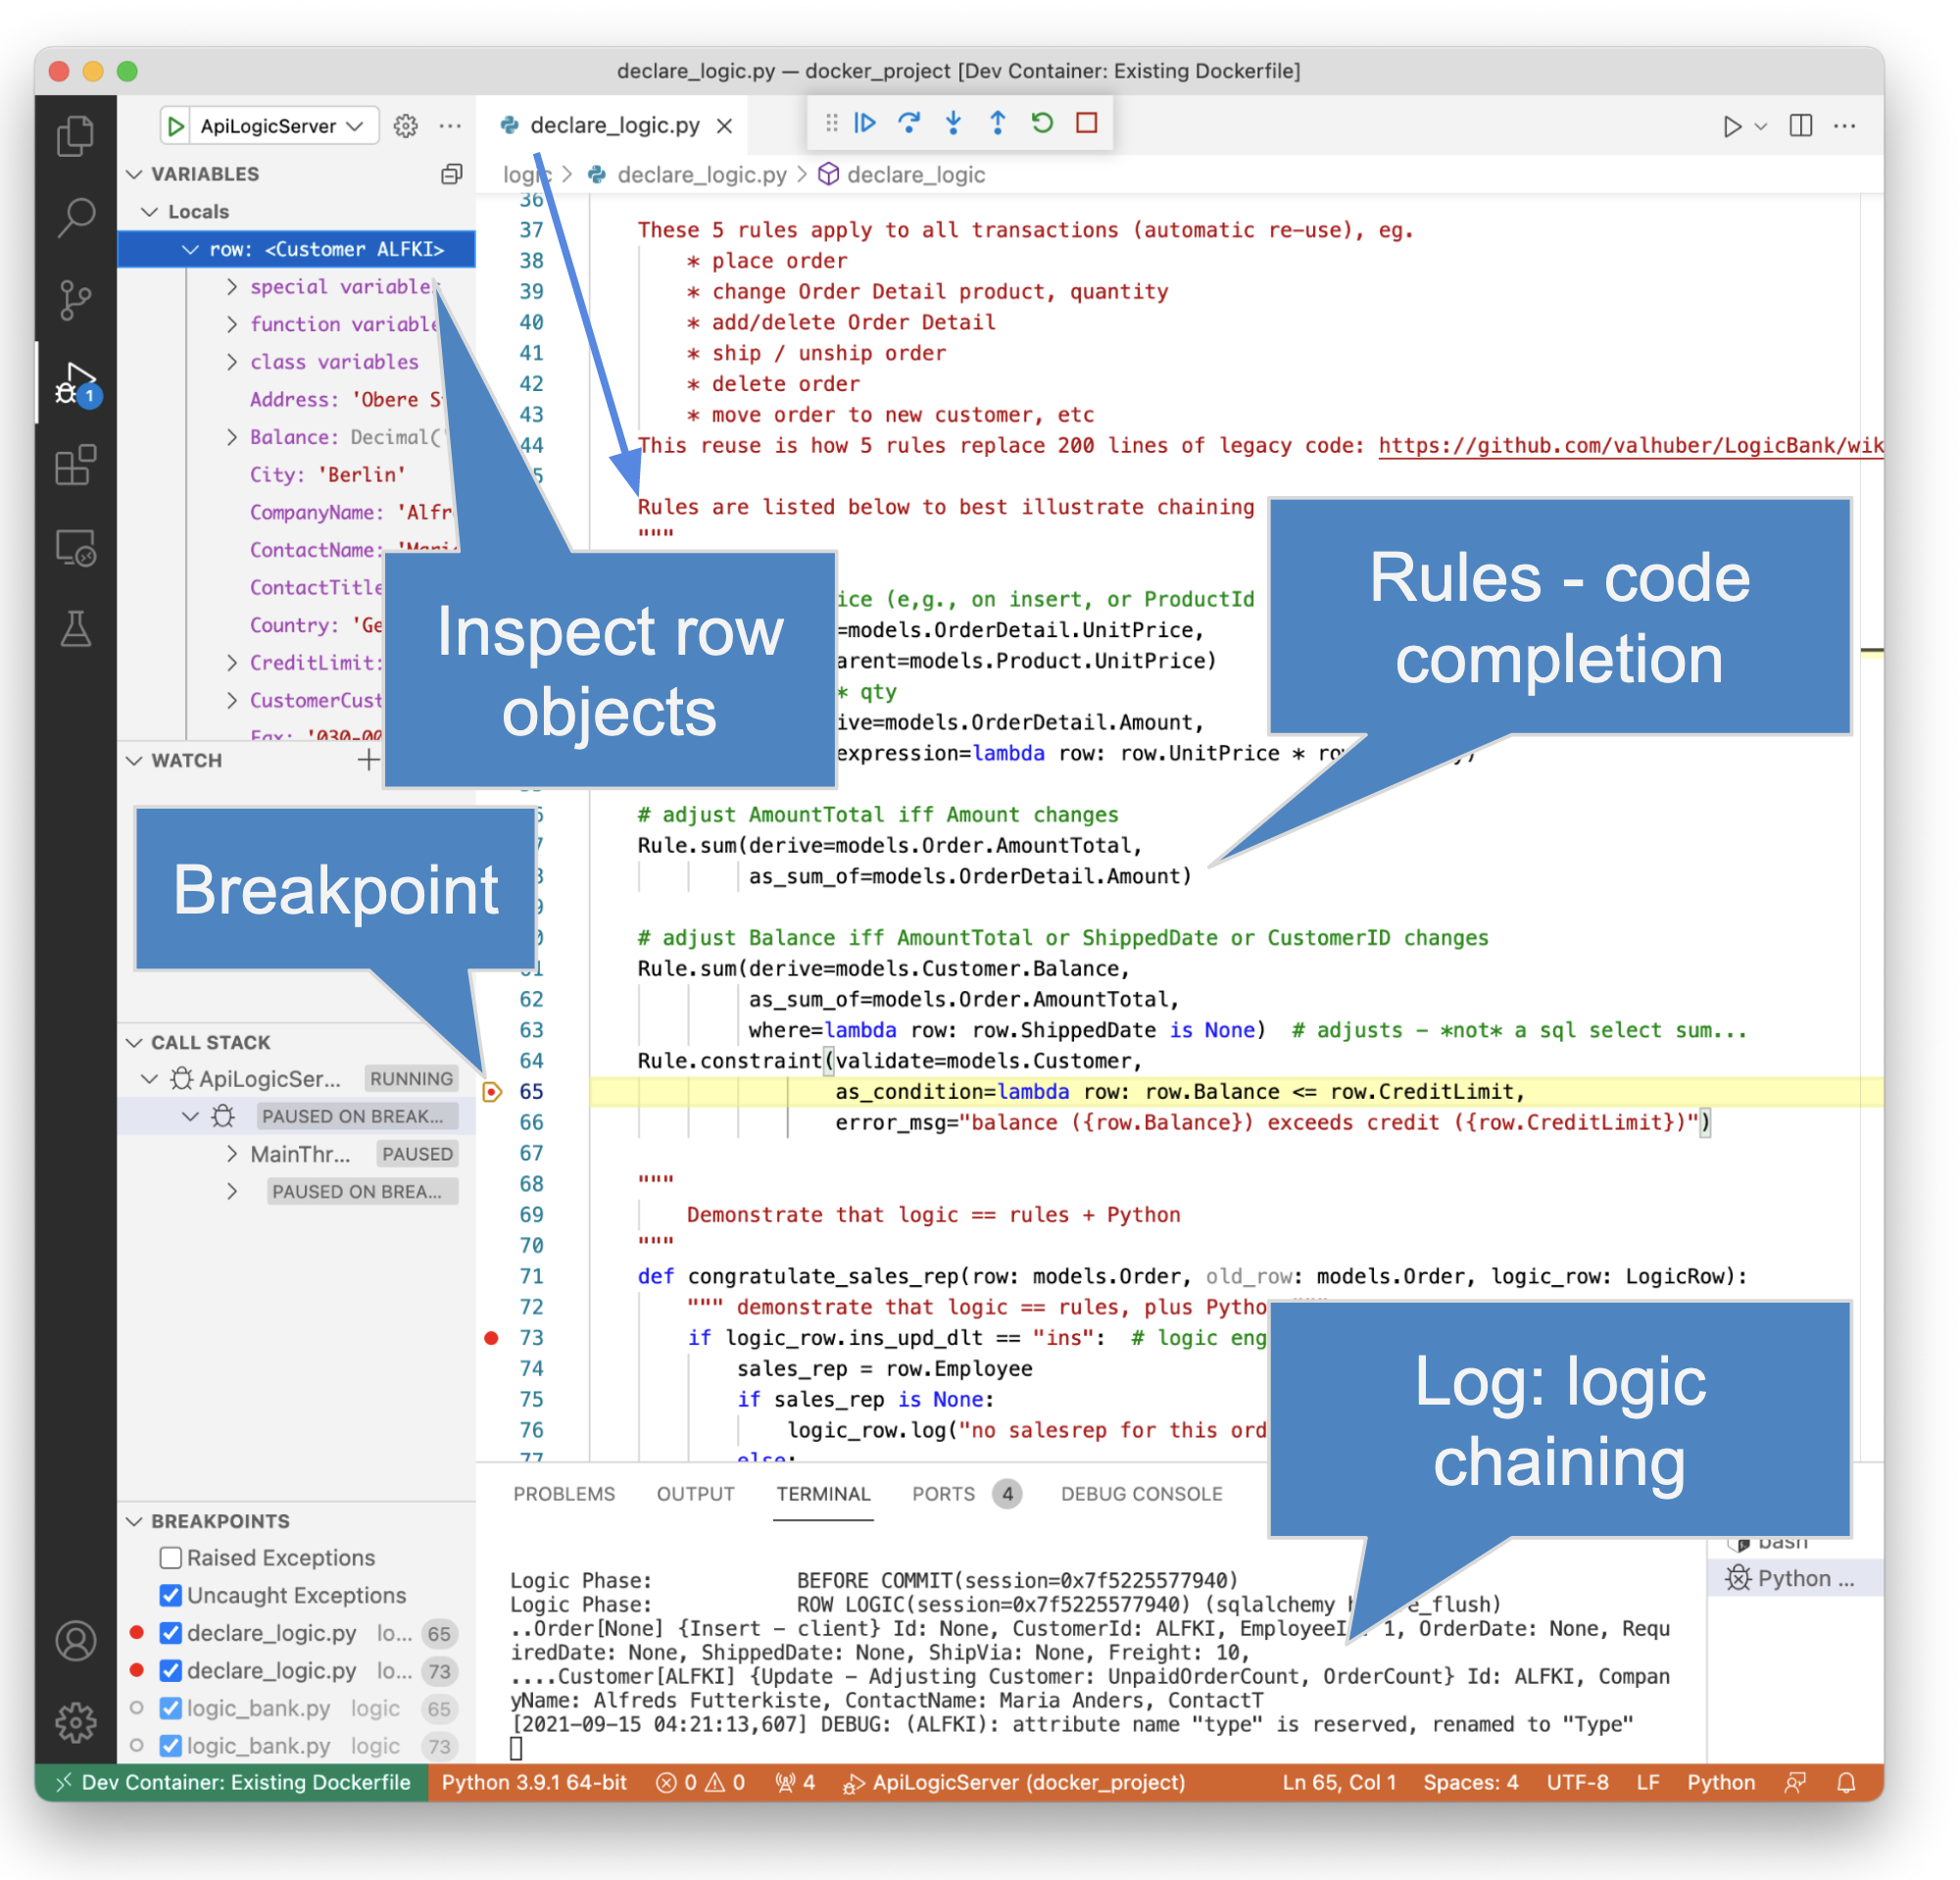 declare_logic.py — docker_project [Dev Container: Existing Dockerfile]
ApiLogicServer
declare_logic.py
VARIABLES
Locals
row: <Customer ALFKI>
special variables
function variable
class variables
Address: 'Obere S
Balance: Decimal(
City: 'Berlin'
CompanyName: 'Alfr
ContactName: 'Mari
ContactTitle
Country: 'Ge
CreditLimit:
CustomerCust
Fax: '030-00
WATCH
CALL STACK
ApiLogicSer... RUNNING
PAUSED ON BREAK...
MainThr... PAUSED
PAUSED ON BREA...
BREAKPOINTS
Raised Exceptions
Uncaught Exceptions
declare_logic.py lo... 65
declare_logic.py lo... 73
logic_bank.py logic 65
logic_bank.py logic 73
1
logic > declare_logic.py > declare_logic
36
37 These 5 rules apply to all transactions (automatic re-use), eg.
38 * place order
39 * change Order Detail product, quantity
40 * add/delete Order Detail
41 * ship / unship order
42 * delete order
43 * move order to new customer, etc
44 This reuse is how 5 rules replace 200 lines of legacy code: https://github.com/valhuber/LogicBank/wik
5
Rules are listed below to best illustrate chaining
"""
ice (e,g., on insert, or ProductId
=models.OrderDetail.UnitPrice,
arent=models.Product.UnitPrice)
* qty
ive=models.OrderDetail.Amount,
expression=lambda row: row.UnitPrice * ro
# adjust AmountTotal iff Amount changes
Rule.sum(derive=models.Order.AmountTotal,
as_sum_of=models.OrderDetail.Amount)
# adjust Balance iff AmountTotal or ShippedDate or CustomerID changes
61 Rule.sum(derive=models.Customer.Balance,
62 as_sum_of=models.Order.AmountTotal,
63 where=lambda row: row.ShippedDate is None) # adjusts - *not* a sql select sum...
64 Rule.constraint(validate=models.Customer,
65 as_condition=lambda row: row.Balance <= row.CreditLimit,
66 error_msg="balance ({row.Balance}) exceeds credit ({row.CreditLimit})")
67
68 """
69 Demonstrate that logic == rules + Python
70 """
71 def congratulate_sales_rep(row: models.Order, old_row: models.Order, logic_row: LogicRow):
72 """ demonstrate that logic == rules, plus Pytho
73 if logic_row.ins_upd_dlt == "ins": # logic eng
74 sales_rep = row.Employee
75 if sales_rep is None:
76 logic_row.log("no salesrep for this ord
77 else:
Inspect row
objects
Rules - code
completion
Breakpoint
Log: logic
chaining
PROBLEMS OUTPUT TERMINAL PORTS 4 DEBUG CONSOLE
bash
Python ...
Logic Phase: BEFORE COMMIT(session=0x7f5225577940)
Logic Phase: ROW LOGIC(session=0x7f5225577940) (sqlalchemy e_flush)
..Order[None] {Insert - client} Id: None, CustomerId: ALFKI, EmployeeI 1, OrderDate: None, Requ
iredDate: None, ShippedDate: None, ShipVia: None, Freight: 10,
....Customer[ALFKI] {Update - Adjusting Customer: UnpaidOrderCount, OrderCount} Id: ALFKI, Compan
yName: Alfreds Futterkiste, ContactName: Maria Anders, ContactT
[2021-09-15 04:21:13,607] DEBUG: (ALFKI): attribute name "type" is reserved, renamed to "Type"
Dev Container: Existing Dockerfile Python 3.9.1 64-bit 0 0 4 ApiLogicServer (docker_project) Ln 65, Col 1 Spaces: 4 UTF-8 LF Python